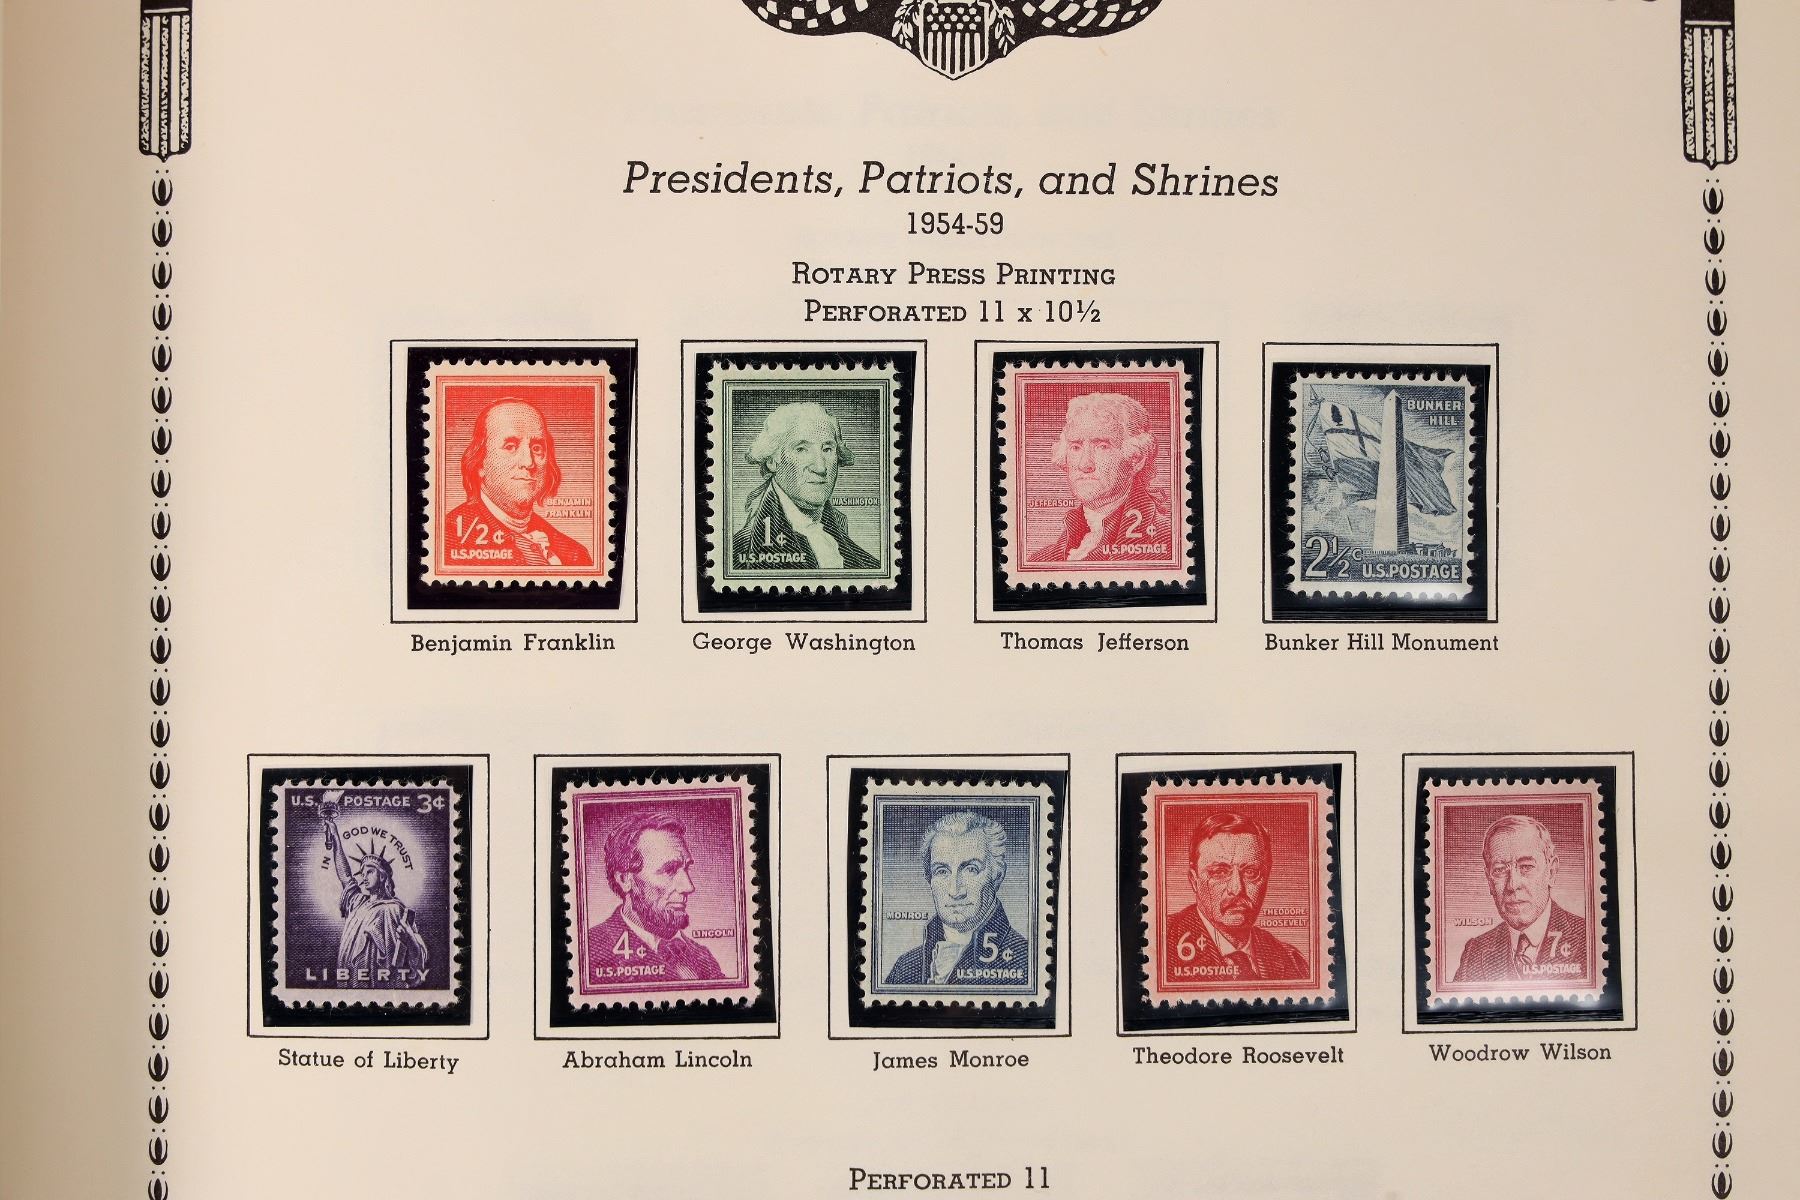 Presidents, Patriots, and Shrines
1954-59
ROTARY PRESS PRINTING
PERFORATED 11 x 10½
BENJAMIN
FRANKLIN
1/2 ¢
U.S. POSTAGE
Benjamin Franklin
WASHINGTON
1¢
U.S. POSTAGE
George Washington
JEFFERSON
2¢
U.S. POSTAGE
Thomas Jefferson
BUNKER
HILL
2½c
U.S. POSTAGE
Bunker Hill Monument
U.S. POSTAGE 3¢
IN GOD WE TRUST
LIBERTY
Statue of Liberty
4¢
LINCOLN
U.S. POSTAGE
Abraham Lincoln
MONROE
5¢
U.S. POSTAGE
James Monroe
THEODORE
ROOSEVELT
6¢
U.S. POSTAGE
Theodore Roosevelt
WILSON
7¢
U.S. POSTAGE
Woodrow Wilson
PERFORATED 11